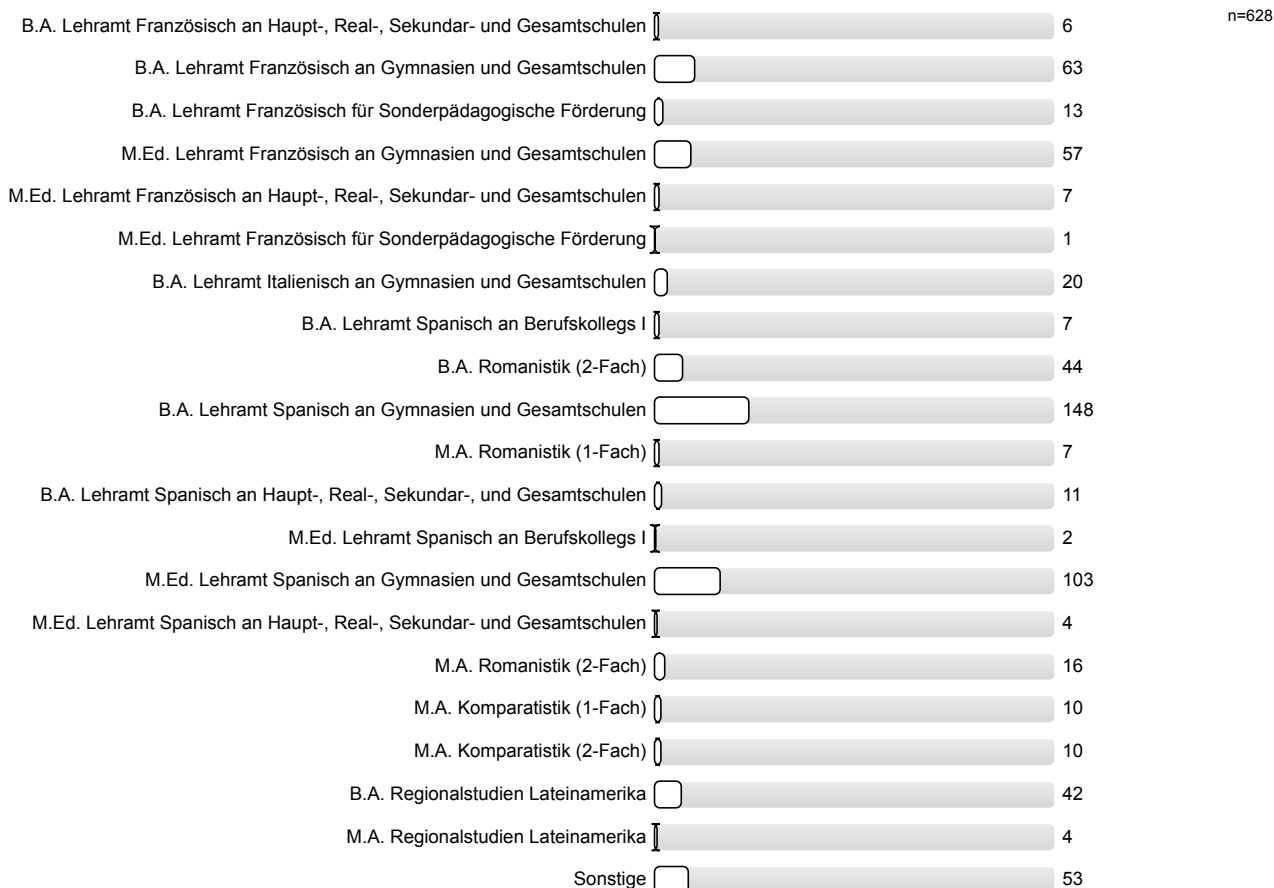 B.A. Lehramt Französisch an Haupt-, Real-, Sekundar- und Gesamtschulen 6 n=628
B.A. Lehramt Französisch an Gymnasien und Gesamtschulen 63
B.A. Lehramt Französisch für Sonderpädagogische Förderung 13
M.Ed. Lehramt Französisch an Gymnasien und Gesamtschulen 57
M.Ed. Lehramt Französisch an Haupt-, Real-, Sekundar- und Gesamtschulen 7
M.Ed. Lehramt Französisch für Sonderpädagogische Förderung 1
B.A. Lehramt Italienisch an Gymnasien und Gesamtschulen 20
B.A. Lehramt Spanisch an Berufskollegs I 7
B.A. Romanistik (2-Fach) 44
B.A. Lehramt Spanisch an Gymnasien und Gesamtschulen 148
M.A. Romanistik (1-Fach) 7
B.A. Lehramt Spanisch an Haupt-, Real-, Sekundar-, und Gesamtschulen 11
M.Ed. Lehramt Spanisch an Berufskollegs I 2
M.Ed. Lehramt Spanisch an Gymnasien und Gesamtschulen 103
M.Ed. Lehramt Spanisch an Haupt-, Real-, Sekundar- und Gesamtschulen 4
M.A. Romanistik (2-Fach) 16
M.A. Komparatistik (1-Fach) 10
M.A. Komparatistik (2-Fach) 10
B.A. Regionalstudien Lateinamerika 42
M.A. Regionalstudien Lateinamerika 4
Sonstige 53